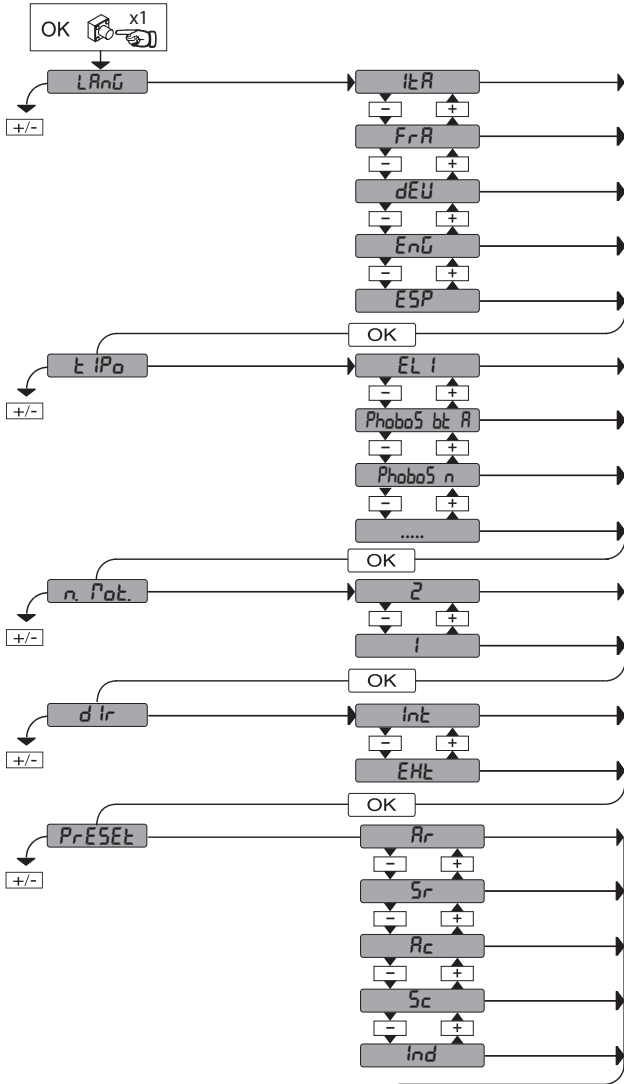 OK x1
LAnG ItA
- +
+/-
FrA
- +
dEU
- +
EnG
- +
ESP
OK
tIPo EL I
- +
+/-
PhoboS bt A
- +
PhoboS n
- +
.....
OK
n. Mot. 2
- +
+/-
1
OK
dIr Int
- +
+/-
EHt
OK
PrESEt Ar
- +
+/-
Sr
- +
Ac
- +
Sc
- +
Ind